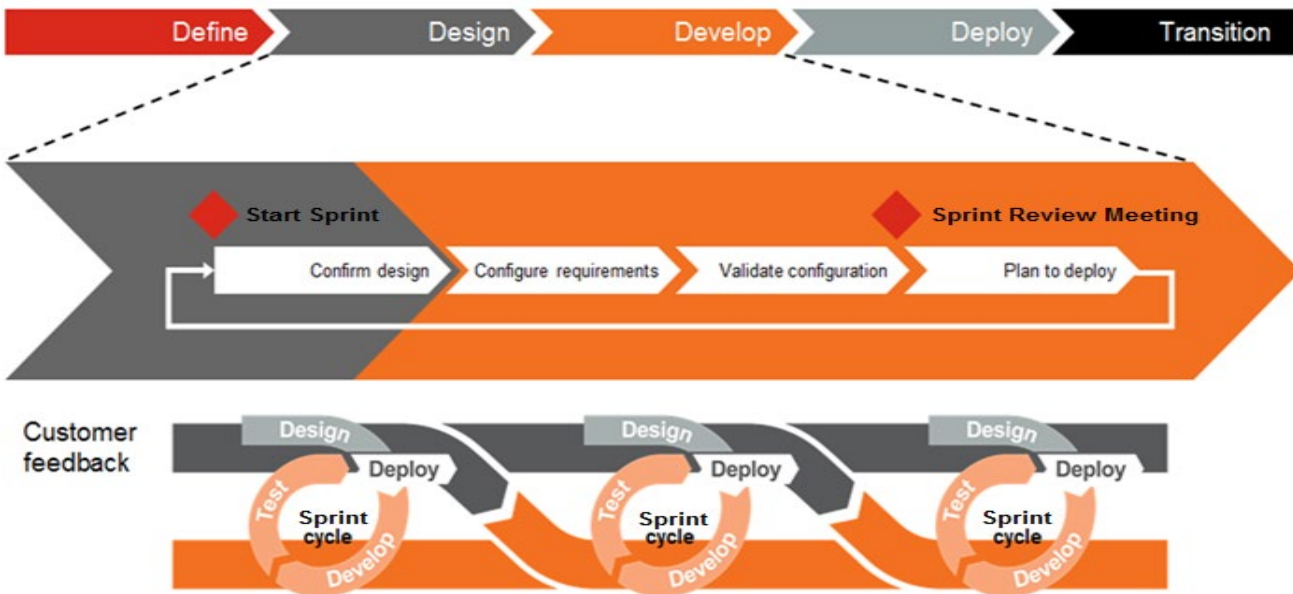 Define
Design
Develop
Deploy
Transition
Start Sprint
Sprint Review Meeting
Confirm design
Configure requirements
Validate configuration
Plan to deploy
Customer
feedback
Design
Deploy
Test
Sprint
cycle
Develop
Design
Deploy
Test
Sprint
cycle
Develop
Design
Deploy
Test
Sprint
cycle
Develop